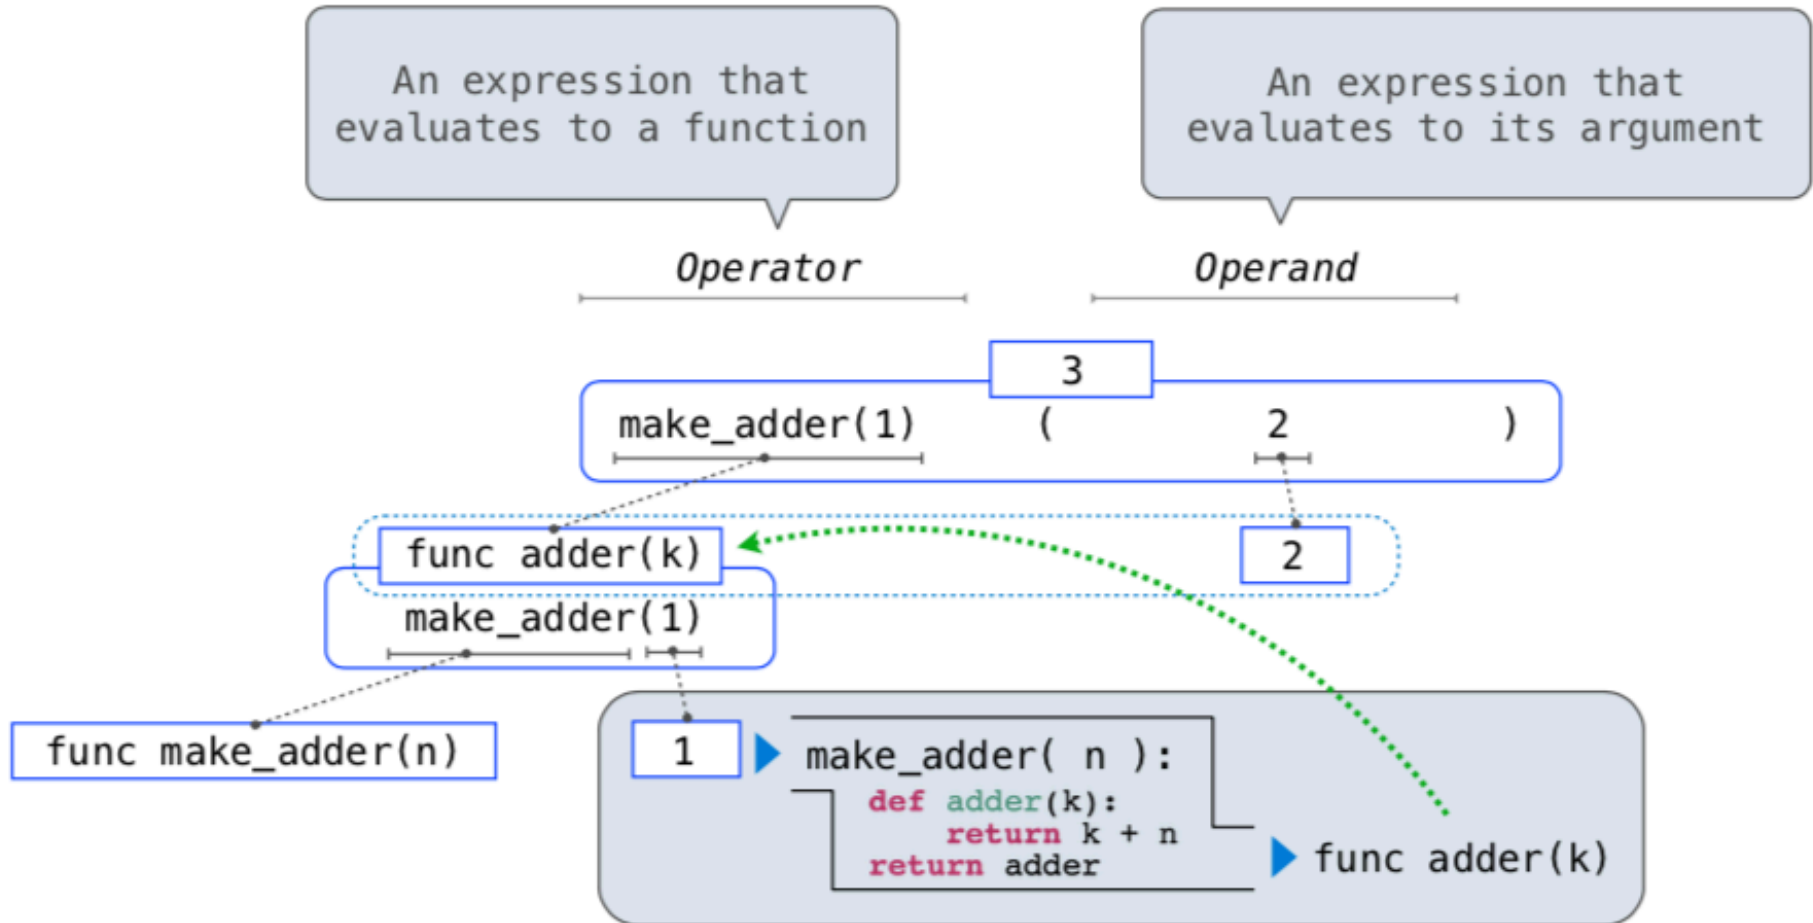 An expression that
evaluates to a function
An expression that
evaluates to its argument
Operator
Operand
3
make_adder(1) ( 2 )
func adder(k)
2
make_adder(1)
func make_adder(n)
1
make_adder( n ):
def adder(k):
return k + n
return adder
func adder(k)